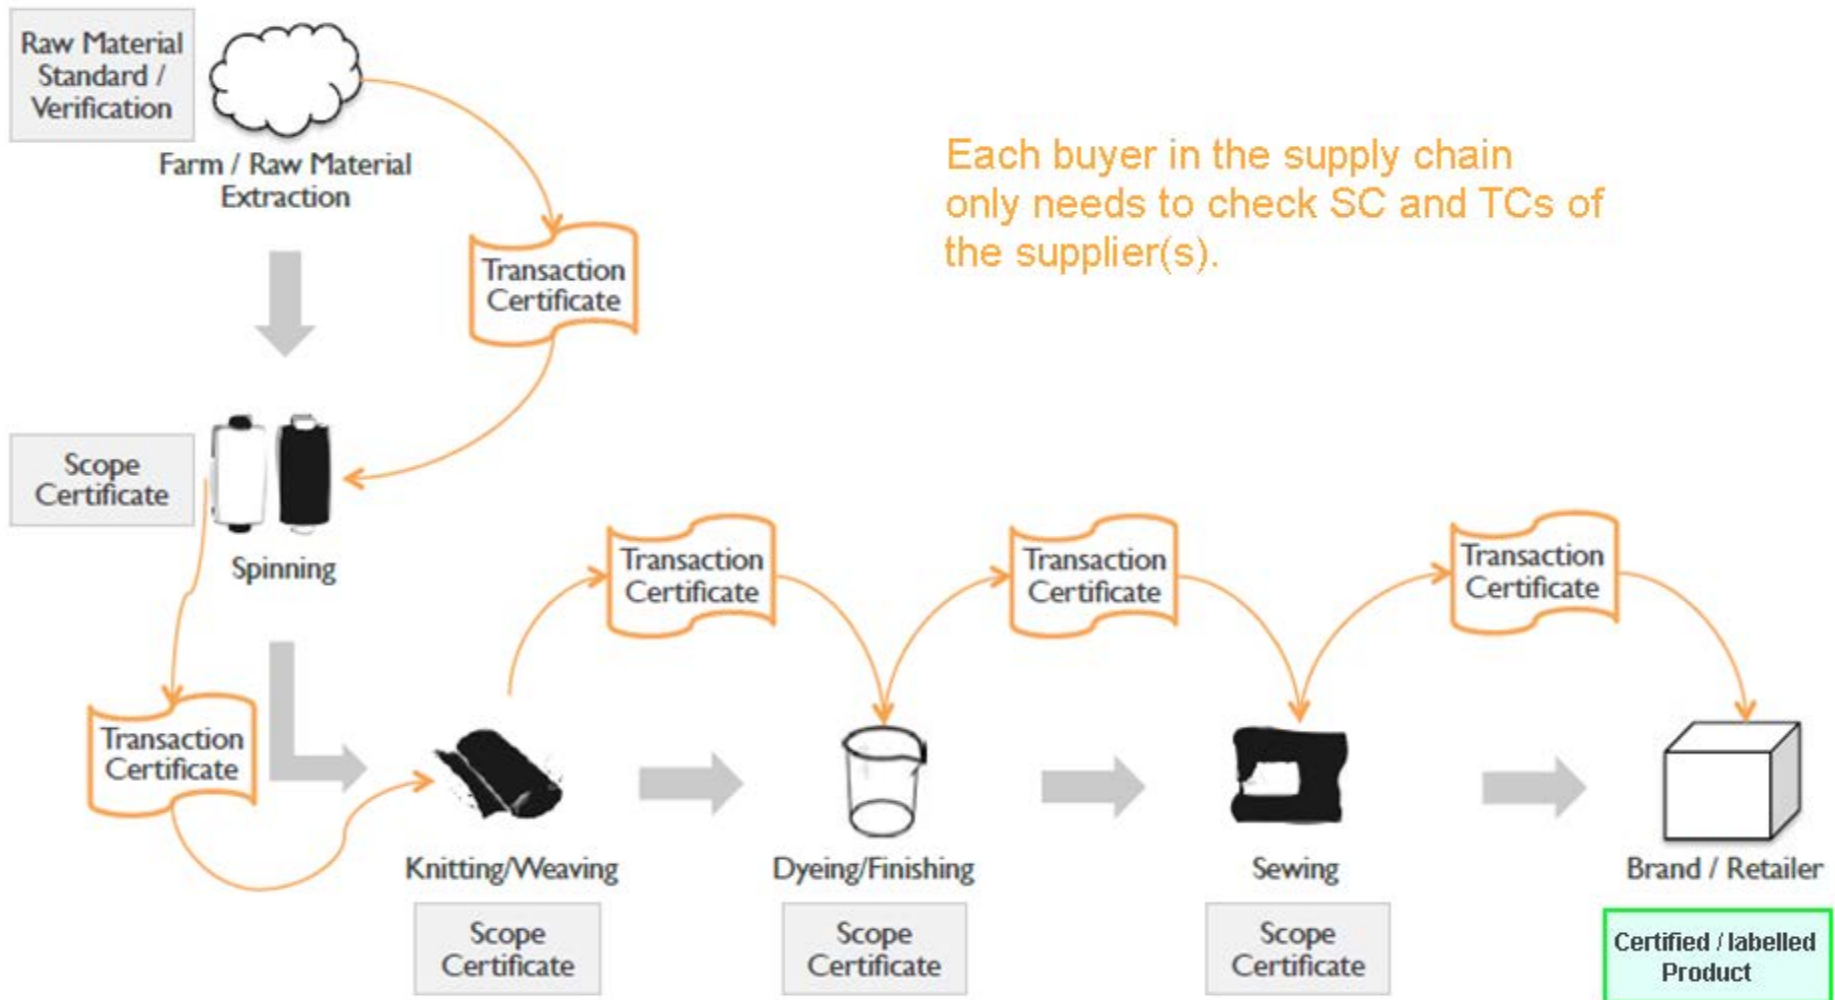 Raw Material
Standard /
Verification
Farm / Raw Material
Extraction
Each buyer in the supply chain
only needs to check SC and TCs of
the supplier(s).
Transaction
Certificate
Scope
Certificate
Spinning
Transaction
Certificate
Transaction
Certificate
Transaction
Certificate
Transaction
Certificate
Knitting/Weaving
Dyeing/Finishing
Sewing
Brand / Retailer
Scope
Certificate
Scope
Certificate
Scope
Certificate
Certified / labelled
Product